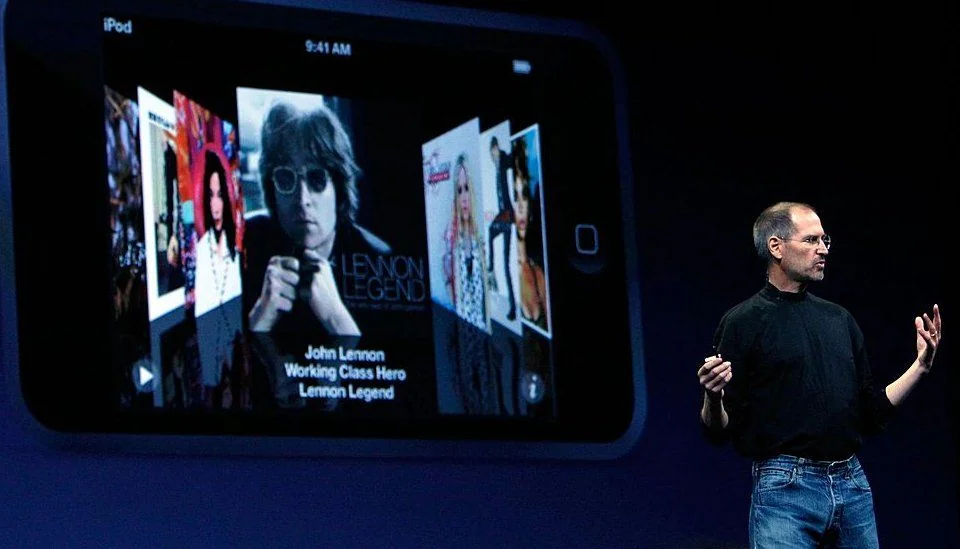 iPod
9:41 AM
LENNON
LEGEND
John Lennon
Working Class Hero
Lennon Legend